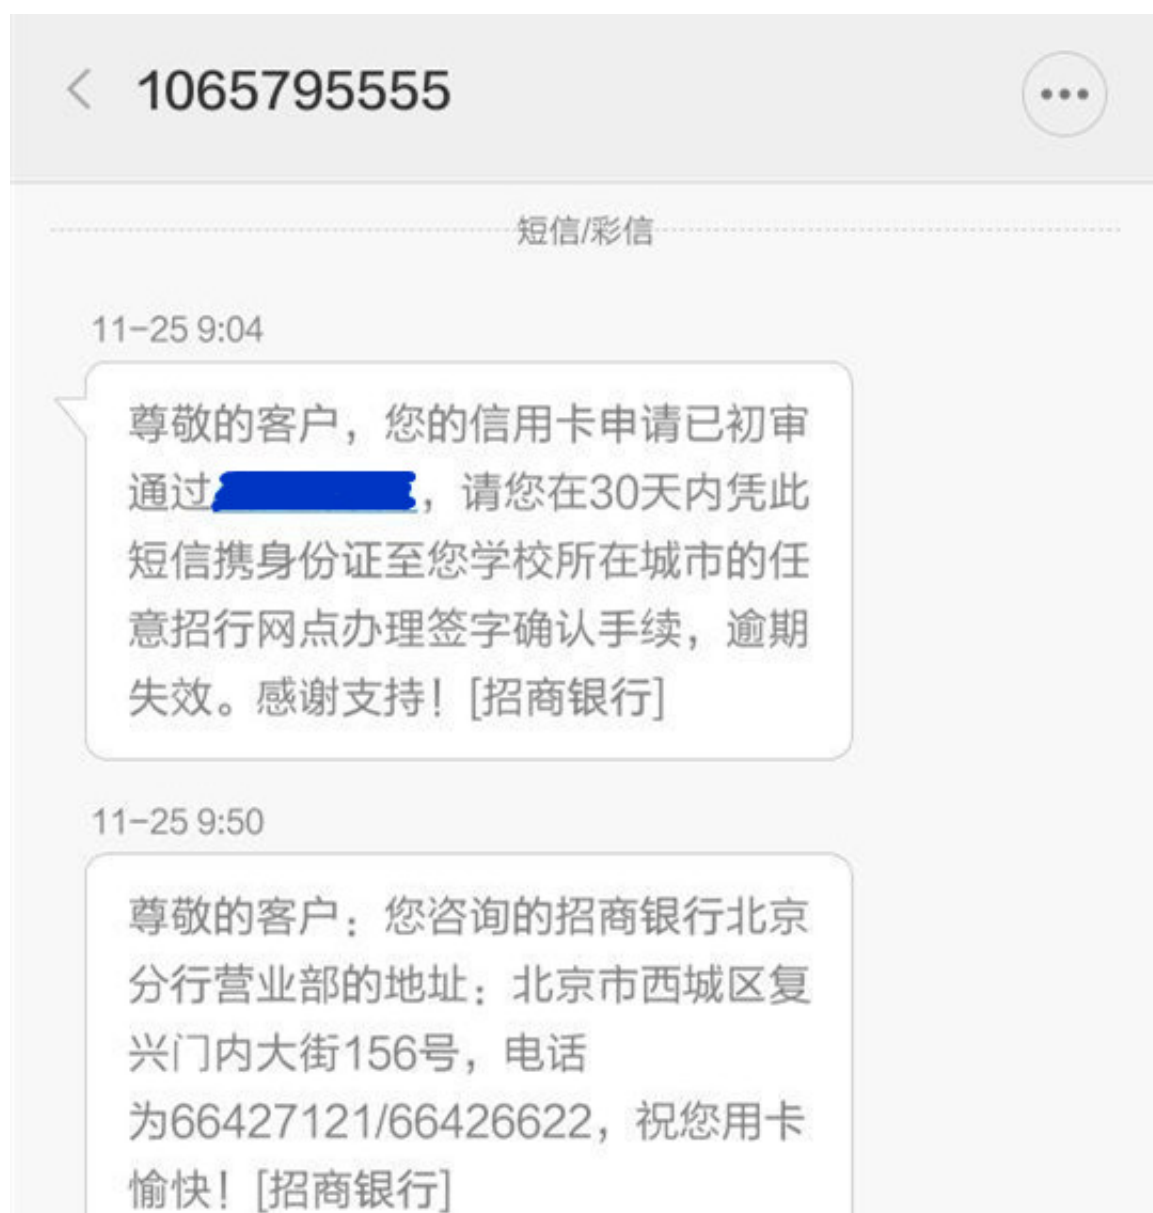 1065795555
短信/彩信
11-25 9:04
尊敬的客户，您的信用卡申请已初审
通过，请您在30天内凭此
短信携身份证至您学校所在城市的任
意招行网点办理签字确认手续，逾期
失效。感谢支持！[招商银行]
11-25 9:50
尊敬的客户：您咨询的招商银行北京
分行营业部的地址：北京市西城区复
兴门内大街156号，电话
为66427121/66426622，祝您用卡
愉快！[招商银行]